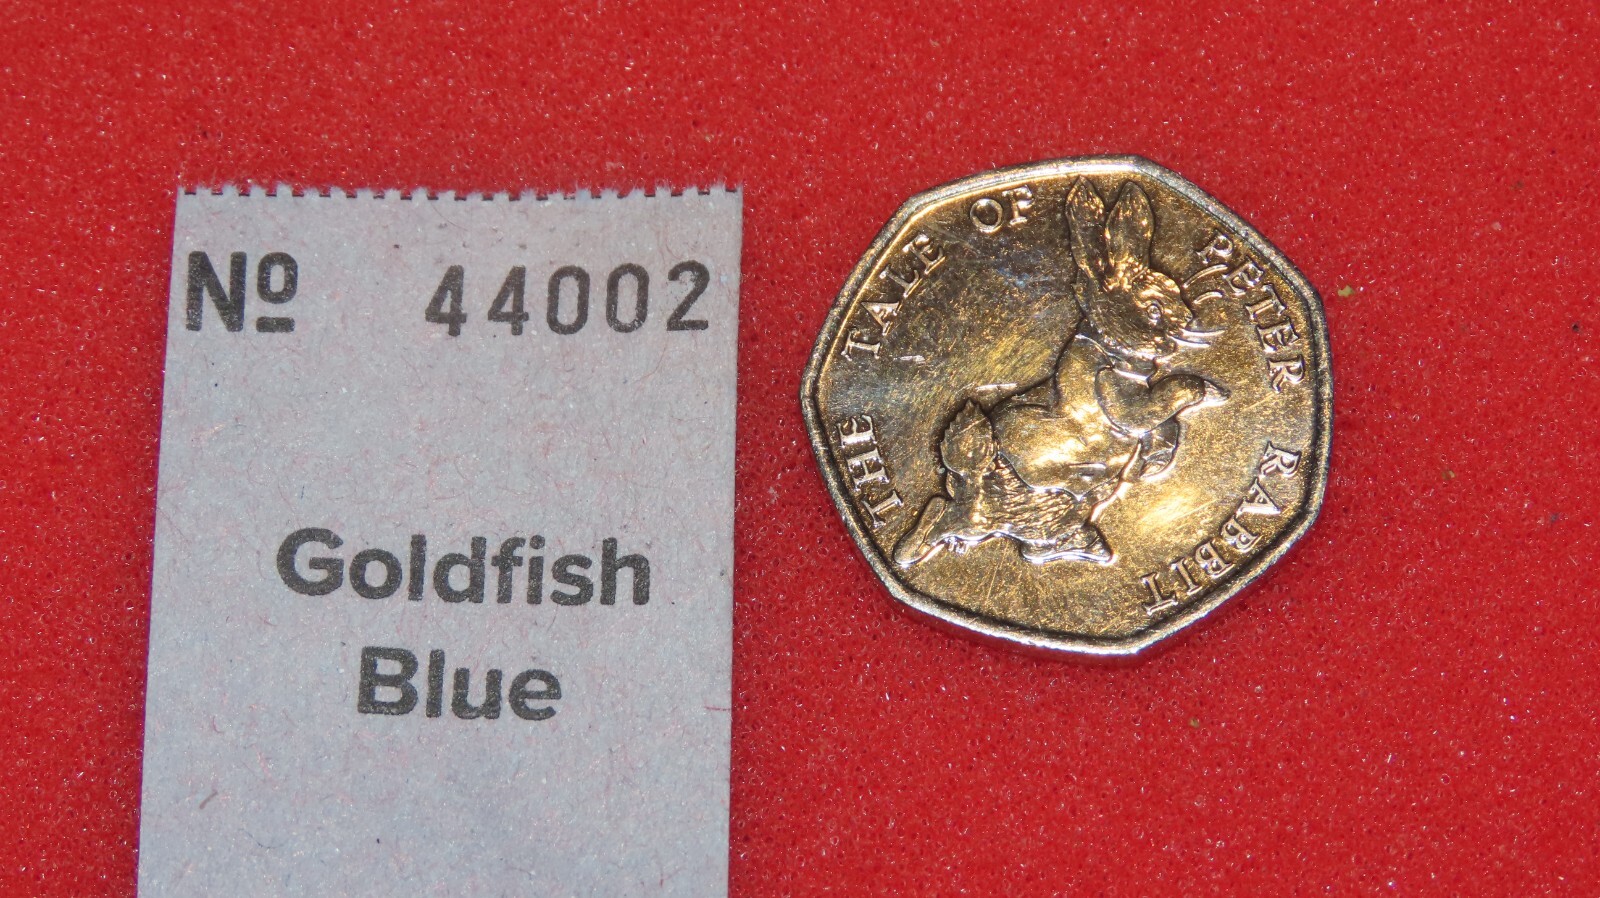 Nº 44002
Goldfish
Blue
THE TALE OF PETER RABBIT